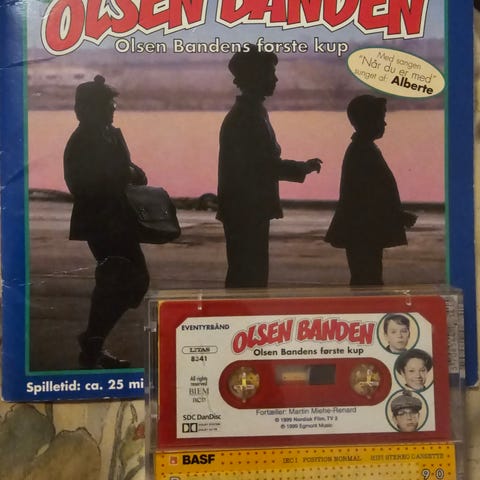 OLSEN BANDEN
Olsen Bandens første kup
Med sangen
"Når du er med"
sunget af: Alberte
EVENTYRBÅND
LITAS
8341
OLSEN BANDEN
Olsen Bandens første kup
All rights
reserved
SDC DanDisc
Fortæller: Martin Miehe-Renard
℗ 1999 Nordisk Film, TV 2
© 1999 Egmont Music
Spilletid: ca. 25 mi
BASF
IEC I POSITION NORMAL
STEREO CASSETTE
90